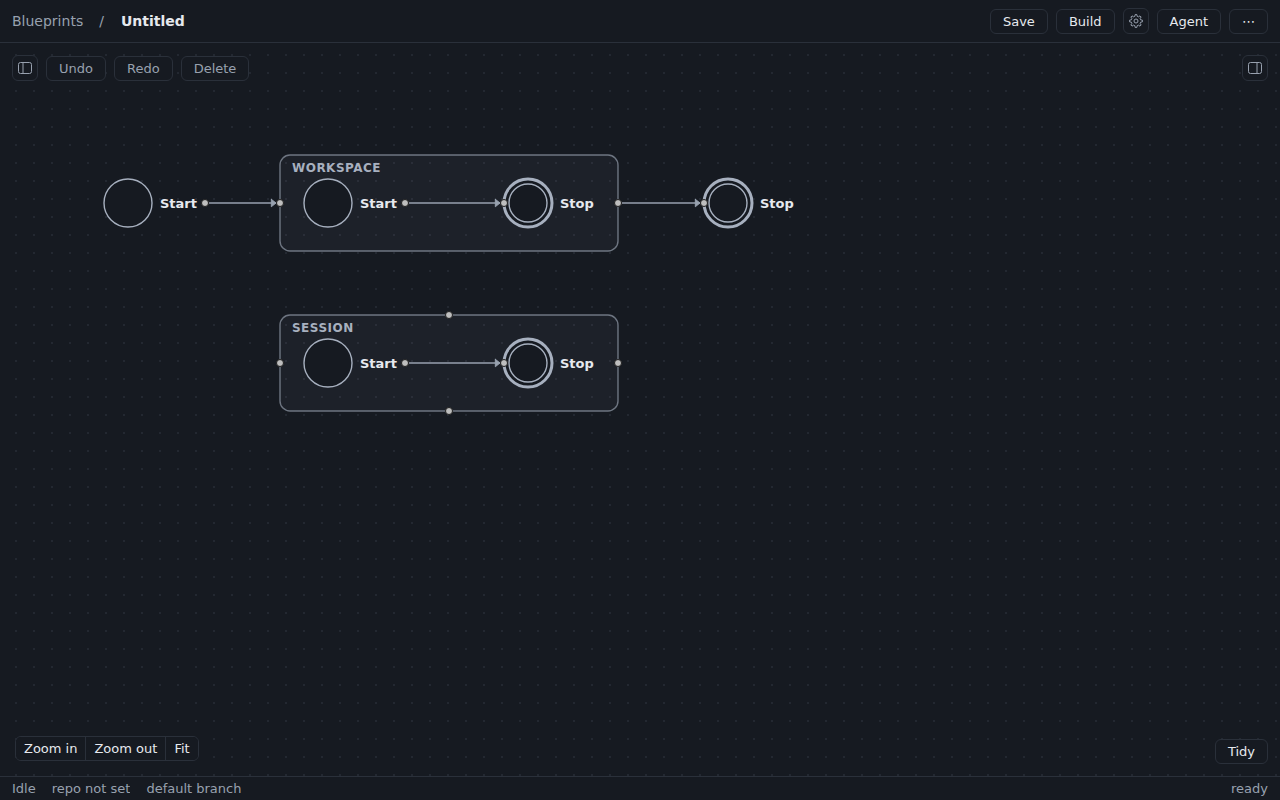 Blueprints / Untitled
Save Build Agent ⋯
Undo Redo Delete
WORKSPACE
Start Start Stop Stop
SESSION
Start Stop
Zoom in Zoom out Fit
Tidy
Idle repo not set default branch ready